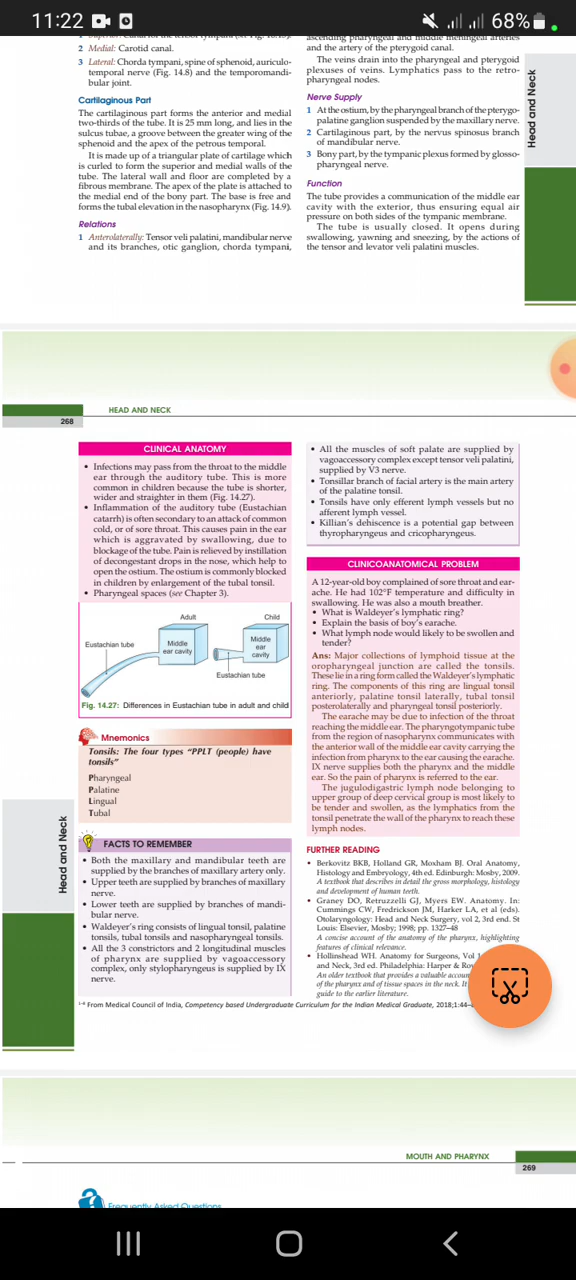 11:22
68%
2 Medial: Carotid canal.
3 Lateral: Chorda tympani, spine of sphenoid, auriculo-
temporal nerve (Fig. 14.8) and the temporomandi-
bular joint.
Cartilaginous Part
The cartilaginous part forms the anterior and medial
two-thirds of the tube. It is 25 mm long, and lies in the
sulcus tubae, a groove between the greater wing of the
sphenoid and the apex of the petrous temporal.
It is made up of a triangular plate of cartilage which
is curled to form the superior and medial walls of the
tube. The lateral wall and floor are completed by a
fibrous membrane. The apex of the plate is attached to
the medial end of the bony part. The base is free and
forms the tubal elevation in the nasopharynx (Fig. 14.9).
Relations
1 Anterolaterally: Tensor veli palatini, mandibular nerve
and its branches, otic ganglion, chorda tympani,
ascending pharyngeal and middle meningeal arteries
and the artery of the pterygoid canal.
The veins drain into the pharyngeal and pterygoid
plexuses of veins. Lymphatics pass to the retro-
pharyngeal nodes.
Nerve Supply
1 At the ostium, by the pharyngeal branch of the pterygo-
palatine ganglion suspended by the maxillary nerve.
2 Cartilaginous part, by the nervus spinosus branch
of mandibular nerve.
3 Bony part, by the tympanic plexus formed by glosso-
pharyngeal nerve.
Function
The tube provides a communication of the middle ear
cavity with the exterior, thus ensuring equal air
pressure on both sides of the tympanic membrane.
The tube is usually closed. It opens during
swallowing, yawning and sneezing, by the actions of
the tensor and levator veli palatini muscles.
Head and Neck
268
HEAD AND NECK
CLINICAL ANATOMY
• Infections may pass from the throat to the middle
ear through the auditory tube. This is more
common in children because the tube is shorter,
wider and straighter in them (Fig. 14.27).
• Inflammation of the auditory tube (Eustachian
catarrh) is often secondary to an attack of common
cold, or of sore throat. This causes pain in the ear
which is aggravated by swallowing, due to
blockage of the tube. Pain is relieved by instillation
of decongestant drops in the nose, which help to
open the ostium. The ostium is commonly blocked
in children by enlargement of the tubal tonsil.
• Pharyngeal spaces (see Chapter 3).
Adult
Child
Eustachian tube
Middle
ear cavity
Middle
ear
cavity
Eustachian tube
Fig. 14.27: Differences in Eustachian tube in adult and child
Mnemonics
Tonsils: The four types "PPLT (people) have
tonsils"
Pharyngeal
Palatine
Lingual
Tubal
FACTS TO REMEMBER
• Both the maxillary and mandibular teeth are
supplied by the branches of maxillary artery only.
• Upper teeth are supplied by branches of maxillary
nerve.
• Lower teeth are supplied by branches of mandi-
bular nerve.
• Waldeyer's ring consists of lingual tonsil, palatine
tonsils, tubal tonsils and nasopharyngeal tonsils.
• All the 3 constrictors and 2 longitudinal muscles
of pharynx are supplied by vagoaccessory
complex, only stylopharyngeus is supplied by IX
nerve.
• All the muscles of soft palate are supplied by
vagoaccessory complex except tensor veli palatini,
supplied by V3 nerve.
• Tonsillar branch of facial artery is the main artery
of the palatine tonsil.
• Tonsils have only efferent lymph vessels but no
afferent lymph vessel.
• Killian's dehiscence is a potential gap between
thyropharyngeus and cricopharyngeus.
CLINICOANATOMICAL PROBLEM
A 12-year-old boy complained of sore throat and ear-
ache. He had 102°F temperature and difficulty in
swallowing. He was also a mouth breather.
• What is Waldeyer's lymphatic ring?
• Explain the basis of boy's earache.
• What lymph node would likely to be swollen and
tender?
Ans: Major collections of lymphoid tissue at the
oropharyngeal junction are called the tonsils.
These lie in a ring form called the Waldeyer's lymphatic
ring. The components of this ring are lingual tonsil
anteriorly, palatine tonsil laterally, tubal tonsil
posterolaterally and pharyngeal tonsil posteriorly.
The earache may be due to infection of the throat
reaching the middle ear. The pharyngotympanic tube
from the region of nasopharynx communicates with
the anterior wall of the middle ear cavity carrying the
infection from pharynx to the ear causing the earache.
IX nerve supplies both the pharynx and the middle
ear. So the pain of pharynx is referred to the ear.
The jugulodigastric lymph node belonging to
upper group of deep cervical group is most likely to
be tender and swollen, as the lymphatics from the
tonsil penetrate the wall of the pharynx to reach these
lymph nodes.
FURTHER READING
• Berkovitz BKB, Holland GR, Moxham BJ. Oral Anatomy,
Histology and Embryology, 4th ed. Edinburgh: Mosby, 2009.
A textbook that describes in detail the gross morphology, histology
and development of human teeth.
• Graney DO, Retruzzelli GJ, Myers EW. Anatomy. In:
Cummings CW, Fredrickson JM, Harker LA, et al (eds).
Otolaryngology: Head and Neck Surgery, vol 2, 3rd ed. St
Louis: Elsevier, Mosby; 1998; pp. 1327–48
A concise account of the anatomy of the pharynx, highlighting
features of clinical relevance.
• Hollinshead WH. Anatomy for Surgeons, Vol
and Neck, 3rd ed. Philadelphia: Harper &
An older textbook that provides a valuable
of the pharynx and of tissue spaces in the neck. It
guide to the earlier literature.
Head and Neck
From Medical Council of India, Competency based Undergraduate Curriculum for the Indian Medical Graduate, 2018;1:44–
MOUTH AND PHARYNX
269
Frequently Asked Questions